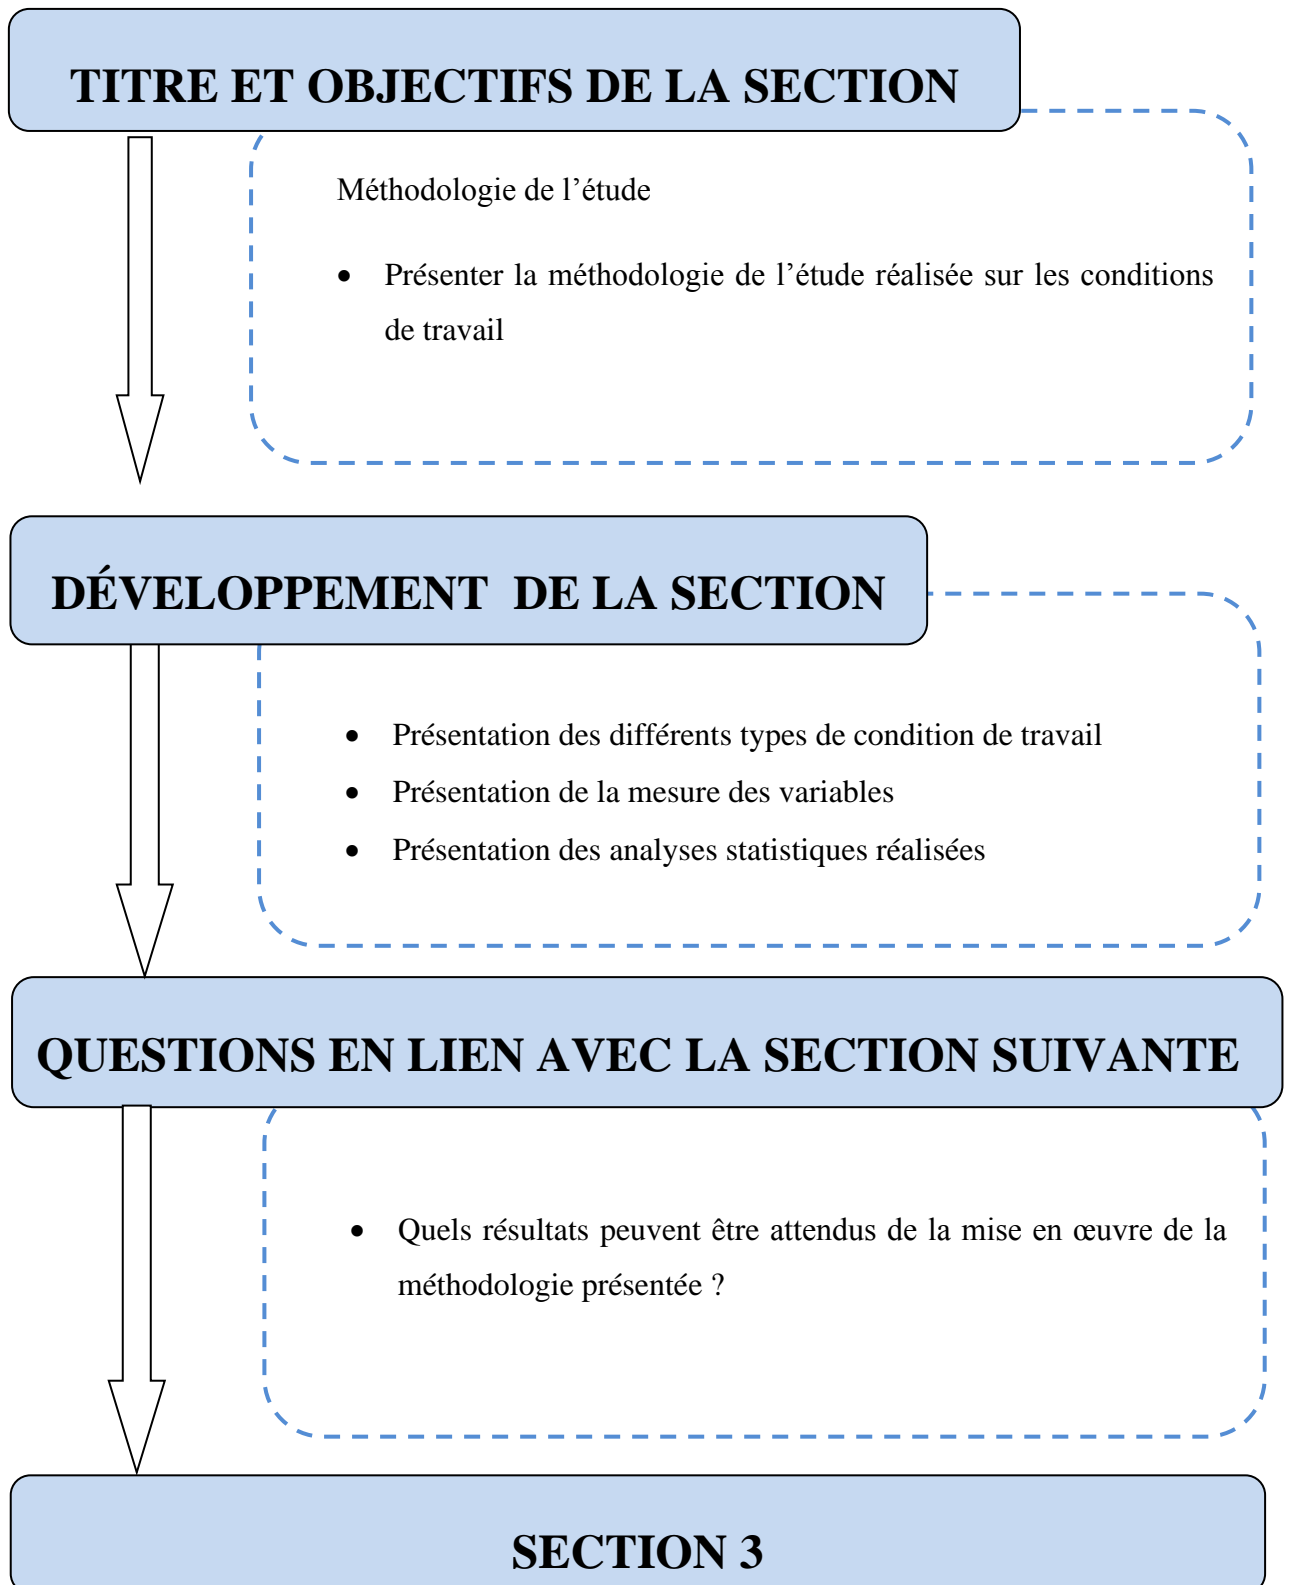 TITRE ET OBJECTIFS DE LA SECTION
Méthodologie de l’étude
• Présenter la méthodologie de l’étude réalisée sur les conditions
de travail
DÉVELOPPEMENT DE LA SECTION
• Présentation des différents types de condition de travail
• Présentation de la mesure des variables
• Présentation des analyses statistiques réalisées
QUESTIONS EN LIEN AVEC LA SECTION SUIVANTE
• Quels résultats peuvent être attendus de la mise en œuvre de la
méthodologie présentée ?
SECTION 3